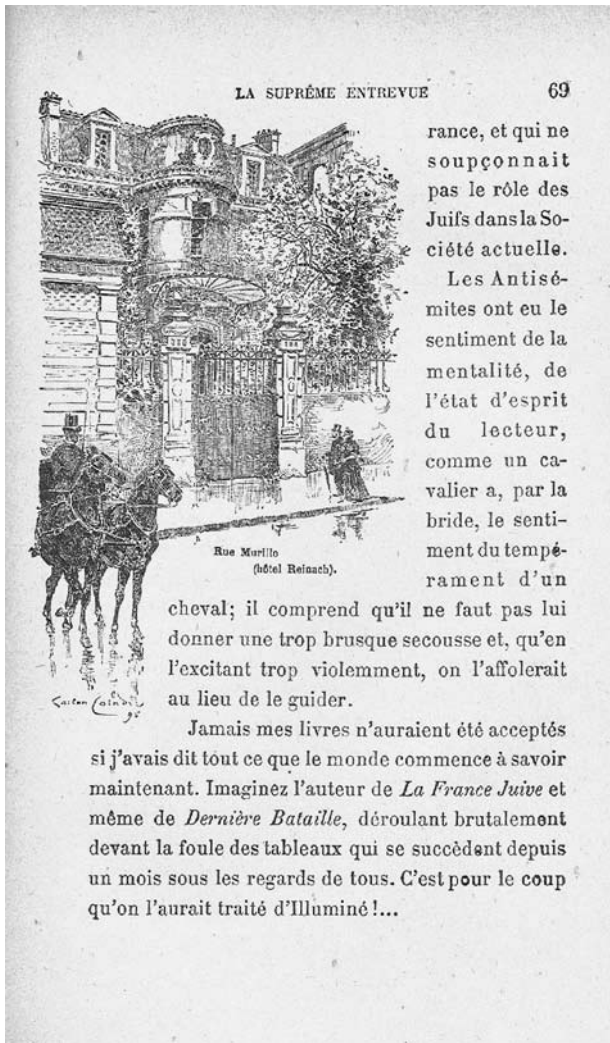 LA SUPRÊME ENTREVUE 69
rance, et qui ne
soupçonnait
pas le rôle des
Juifs dans la So-
ciété actuelle.
Les Antisé-
mites ont eu le
sentiment de la
mentalité, de
l'état d'esprit
du lecteur,
comme un ca-
valier a, par la
bride, le senti-
ment du tempé-
rament d'un
Rue Murillo
(hôtel Reinach).
cheval; il comprend qu'il ne faut pas lui
donner une trop brusque secousse et, qu'en
l'excitant trop violemment, on l'affolerait
au lieu de le guider.
Jamais mes livres n'auraient été acceptés
si j'avais dit tout ce que le monde commence à savoir
maintenant. Imaginez l'auteur de La France Juive et
même de Dernière Bataille, déroulant brutalement
devant la foule des tableaux qui se succèdent depuis
un mois sous les regards de tous. C'est pour le coup
qu'on l'aurait traité d'Illuminé !...